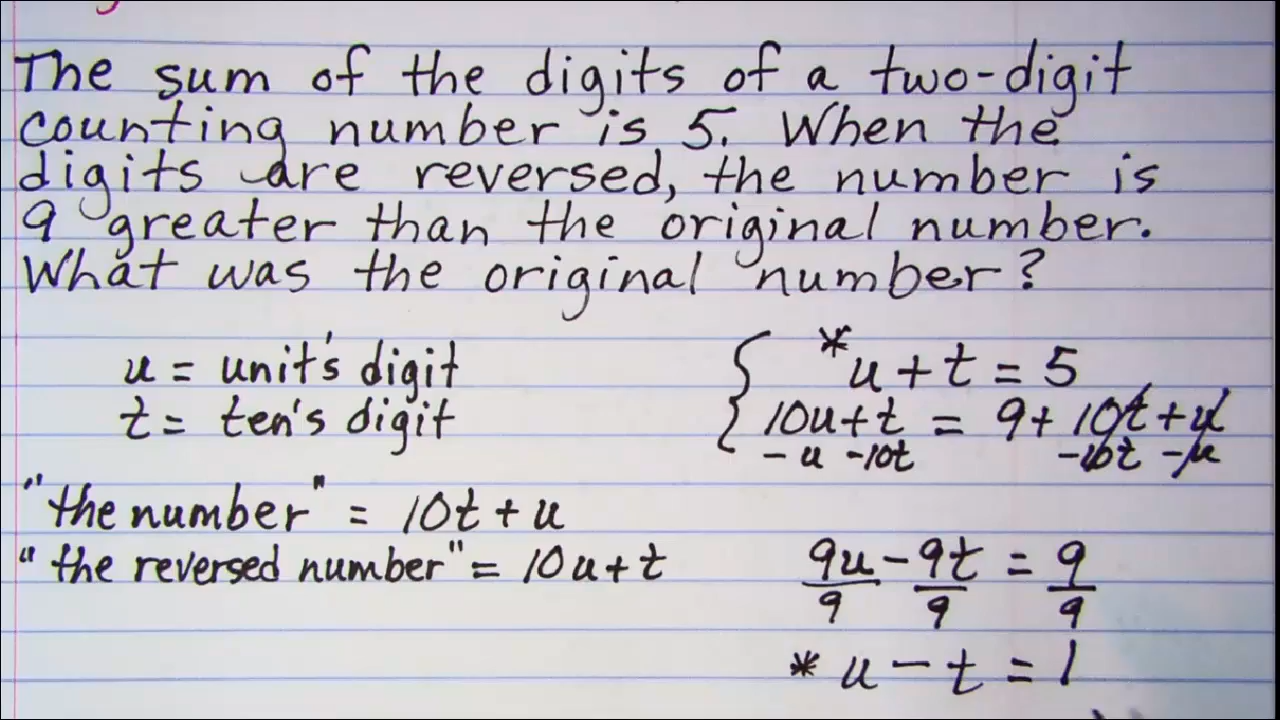 The sum of the digits of a two-digit
counting number is 5. When the
digits are reversed, the number is
9 greater than the original number.
What was the original number?
u = unit's digit
t = ten's digit
"the number" = 10t + u
"the reversed number" = 10u + t
* u + t = 5
10u + t = 9 + 10t + u
- u - 10t - 10t - u
9u - 9t = 9
9 9 9
* u - t = 1